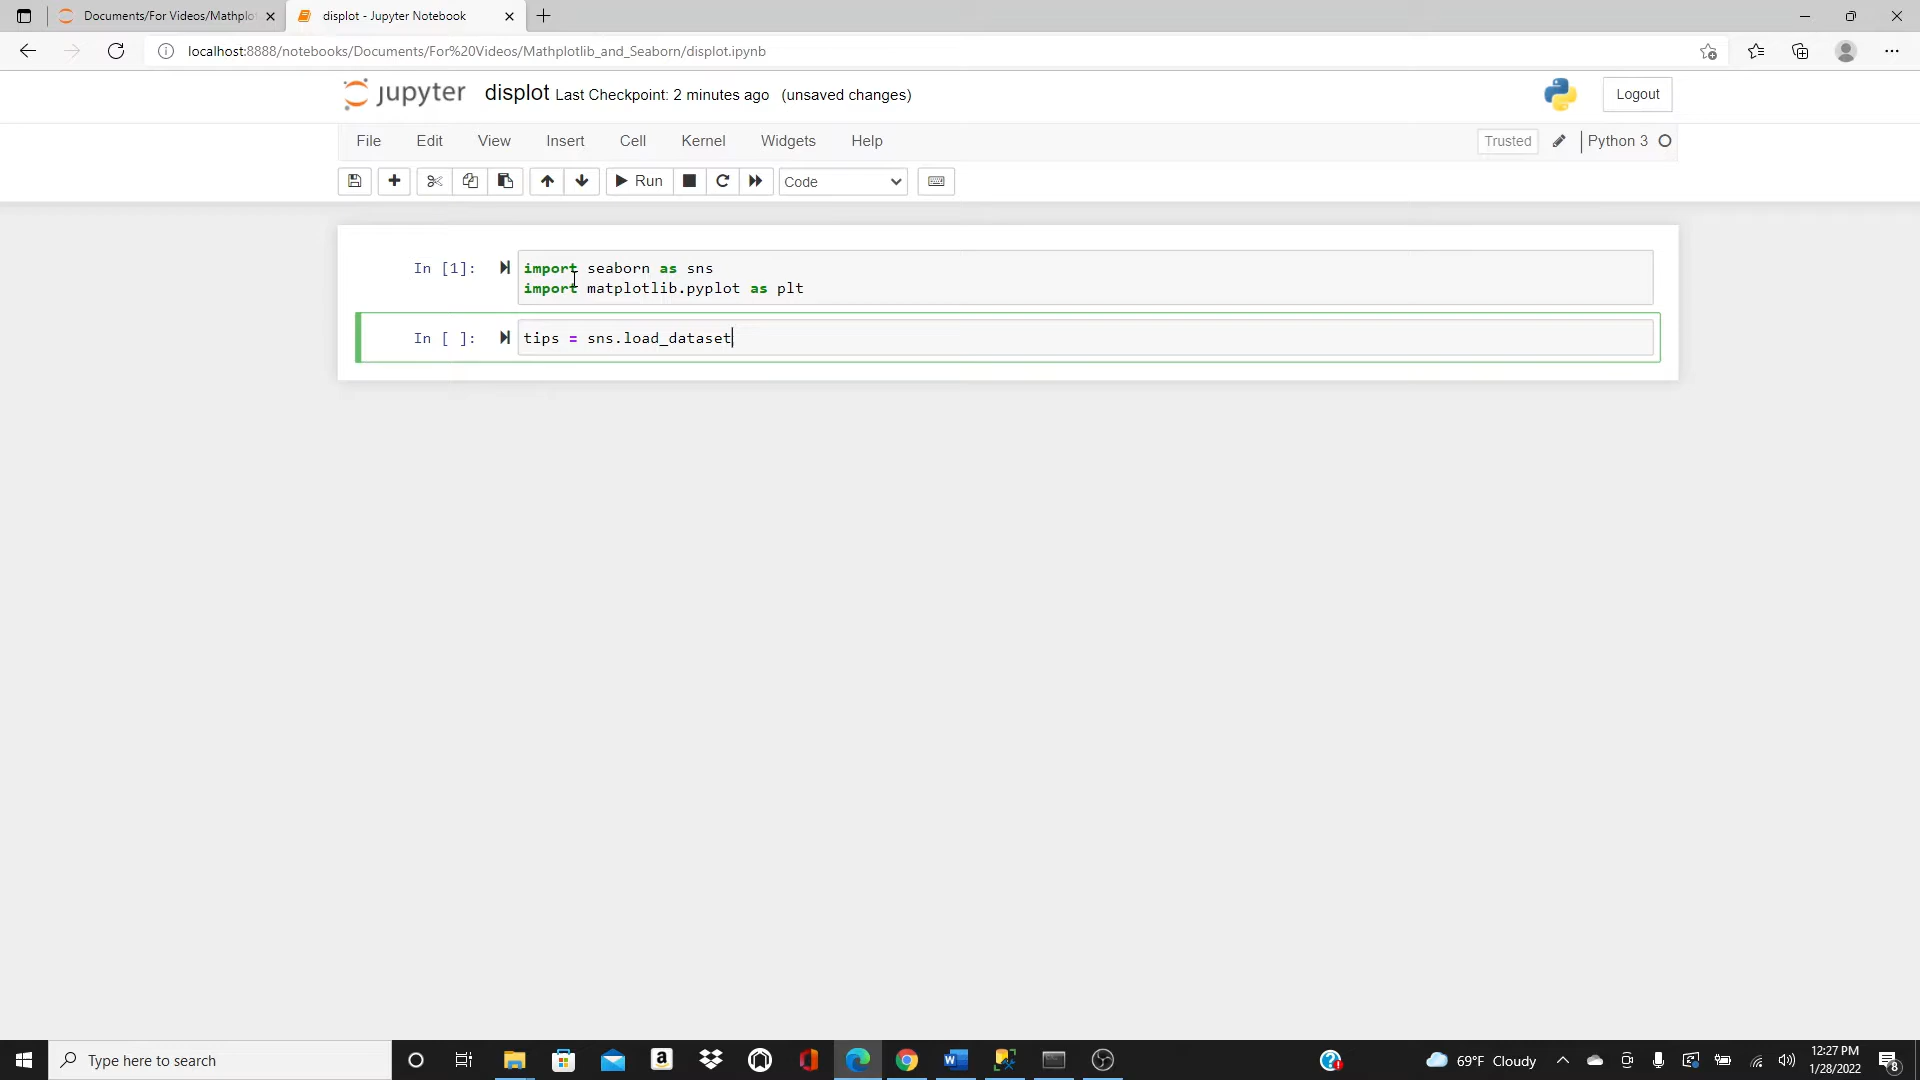 Documents/For Videos/Mathplo
displot - Jupyter Notebook
localhost:8888/notebooks/Documents/For%20Videos/Mathplotlib_and_Seaborn/displot.ipynb
jupyter displot Last Checkpoint: 2 minutes ago (unsaved changes)
Logout
File Edit View Insert Cell Kernel Widgets Help
Trusted Python 3
Run Code
In [1]: import seaborn as sns
import matplotlib.pyplot as plt
In [ ]: tips = sns.load_dataset
Type here to search
69°F Cloudy
12:27 PM
1/28/2022
8